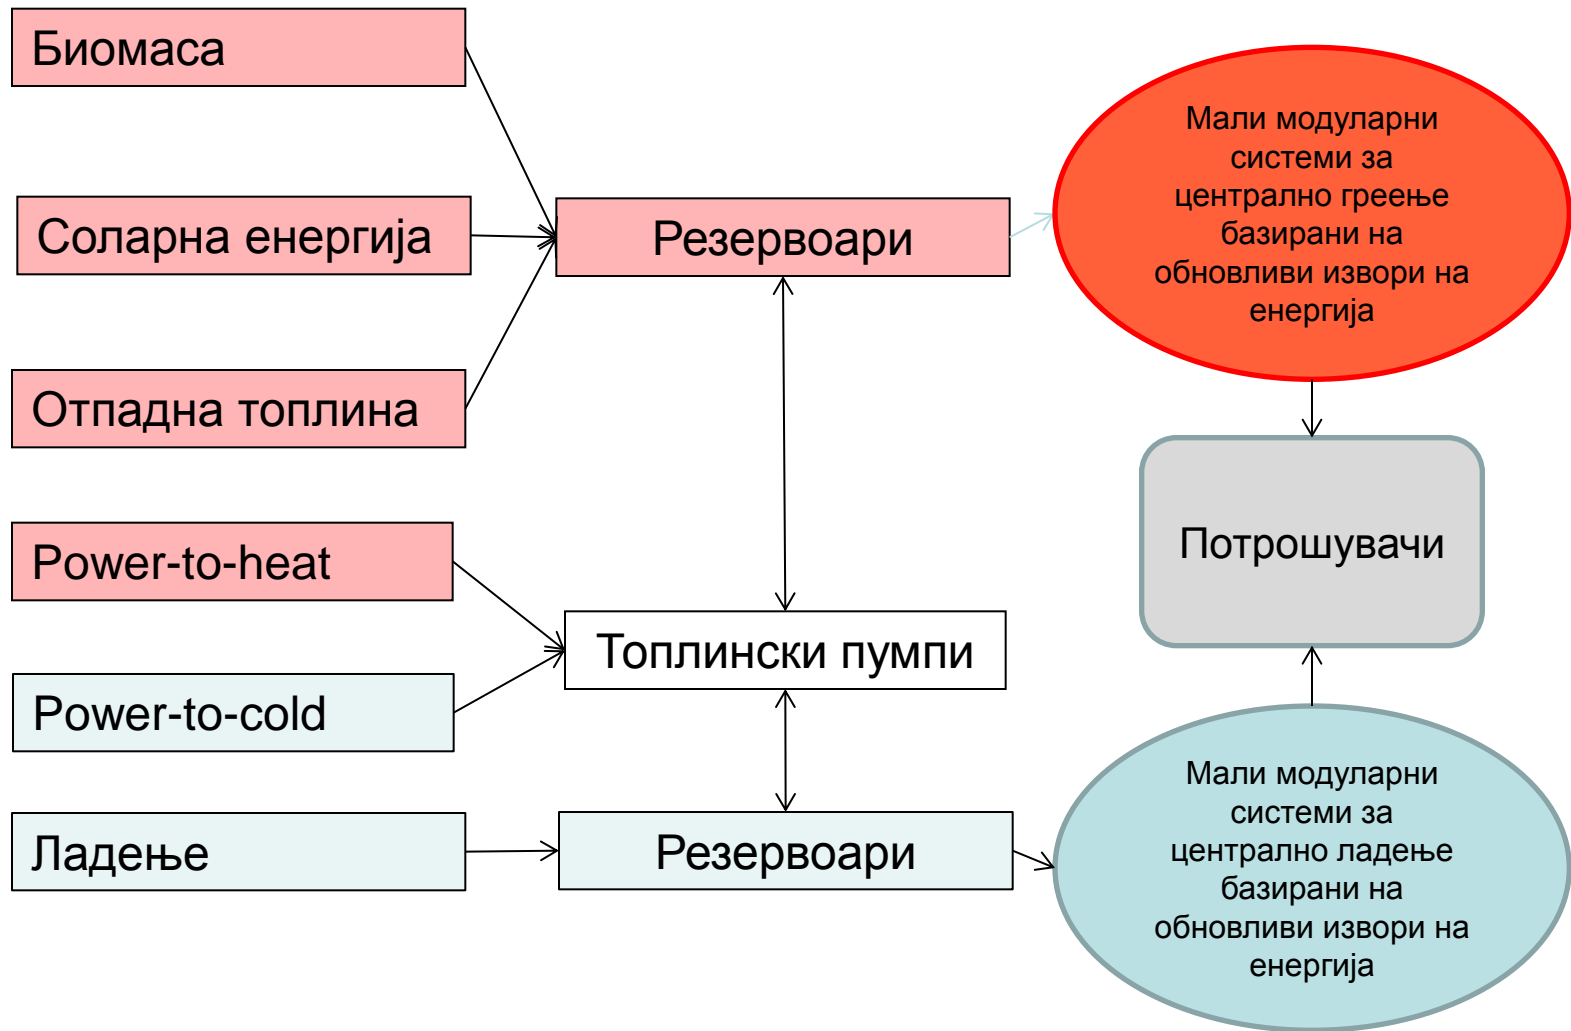 Биомаса
Соларна енергија
Отпадна топлина
Power-to-heat
Power-to-cold
Ладење
Резервоари
Топлински пумпи
Резервоари
Мали модуларни
системи за
централно греење
базирани на
обновливи извори на
енергија
Потрошувачи
Мали модуларни
системи за
централно ладење
базирани на
обновливи извори на
енергија